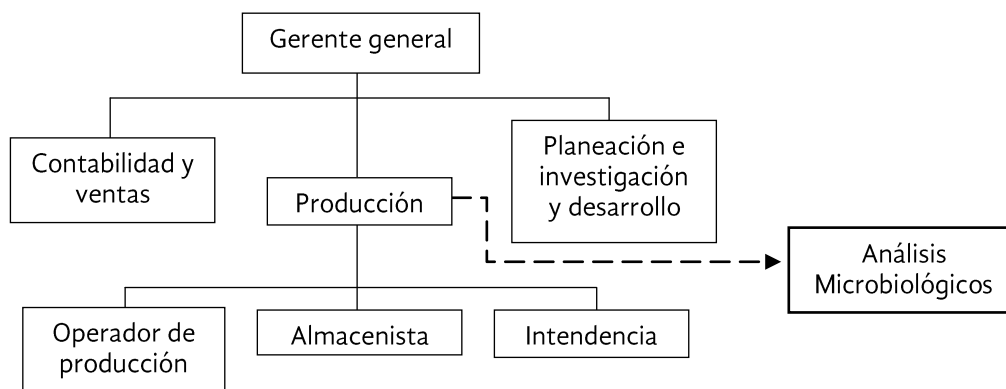 Gerente general
Contabilidad y
ventas
Producción
Planeación e
investigación
y desarrollo
Análisis
Microbiológicos
Operador de
producción
Almacenista
Intendencia